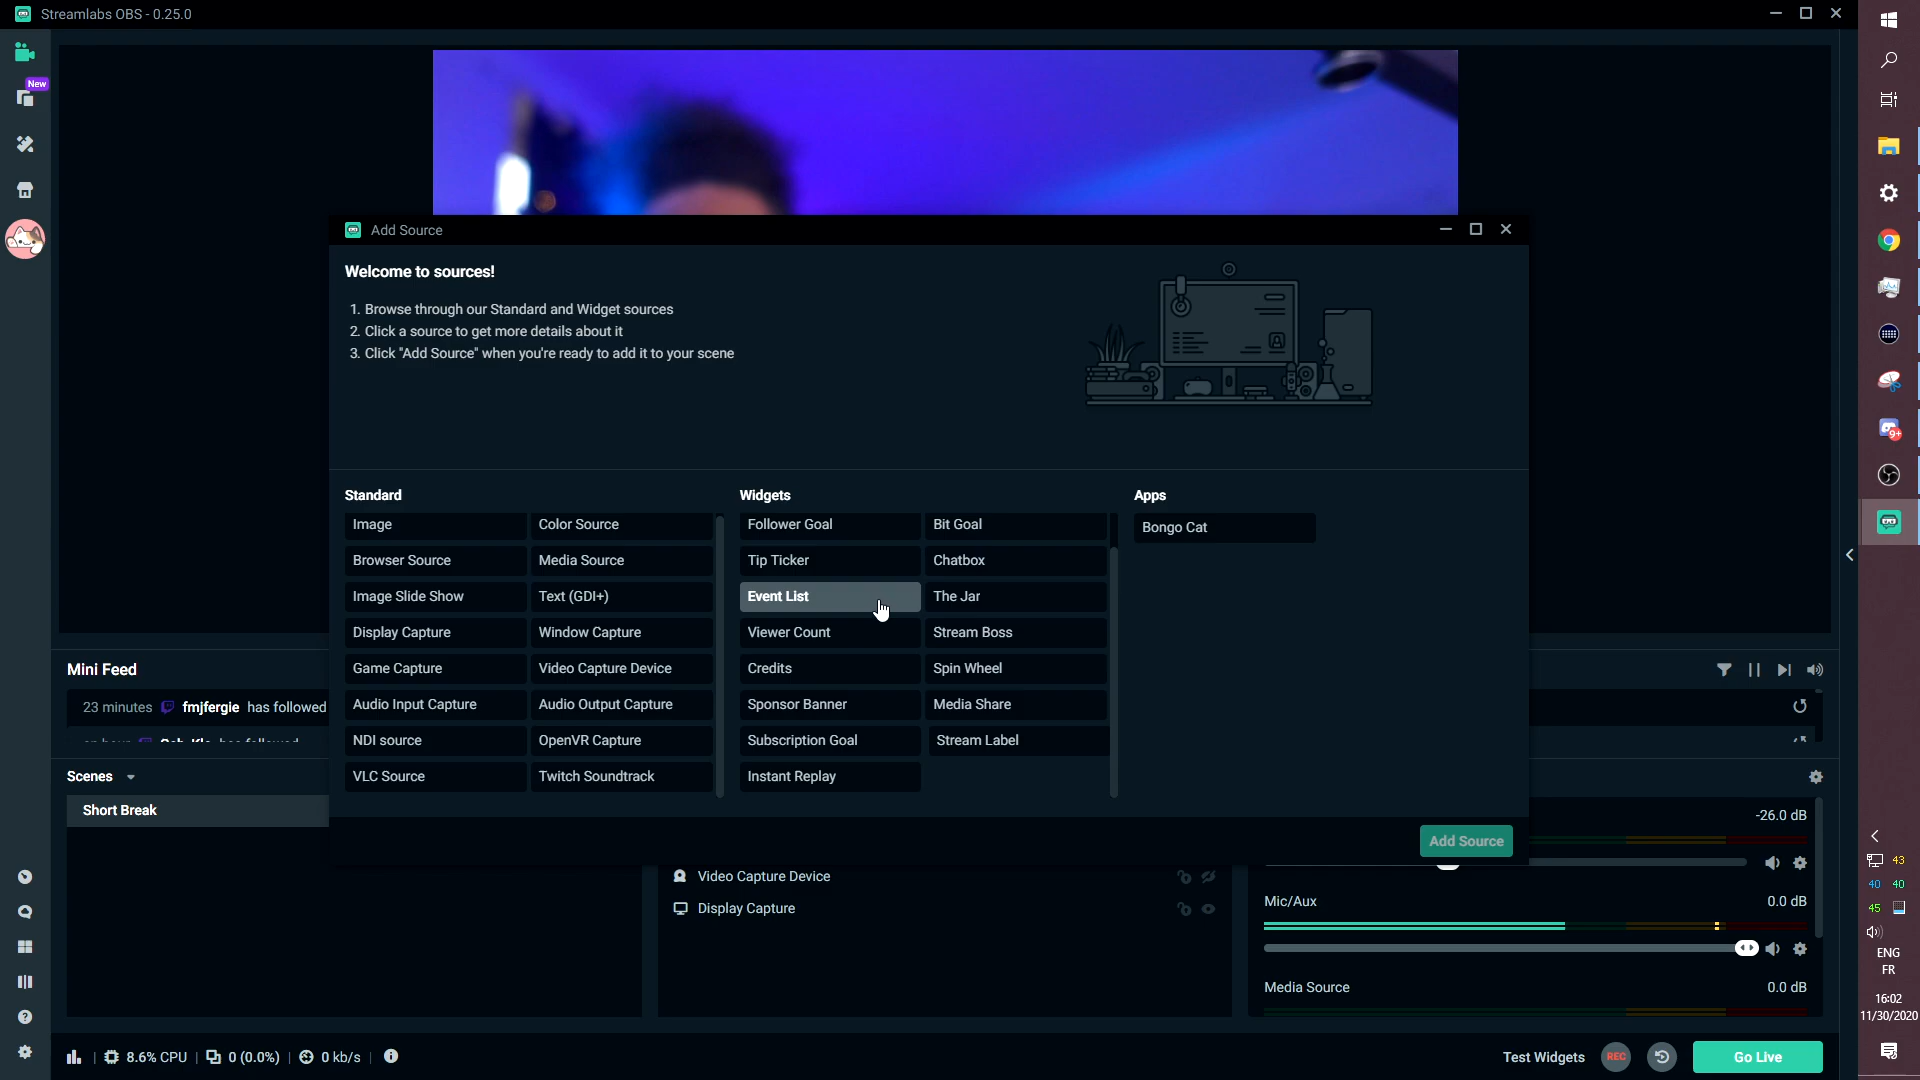 Streamlabs OBS - 0.25.0
New
Add Source
Welcome to sources!
1. Browse through our Standard and Widget sources
2. Click a source to get more details about it
3. Click "Add Source" when you're ready to add it to your scene
Standard
Widgets
Apps
Image
Color Source
Follower Goal
Bit Goal
Bongo Cat
Browser Source
Media Source
Tip Ticker
Chatbox
Image Slide Show
Text (GDI+)
Event List
The Jar
Display Capture
Window Capture
Viewer Count
Stream Boss
Game Capture
Video Capture Device
Credits
Spin Wheel
Audio Input Capture
Audio Output Capture
Sponsor Banner
Media Share
NDI source
OpenVR Capture
Subscription Goal
Stream Label
VLC Source
Twitch Soundtrack
Instant Replay
Add Source
Mini Feed
23 minutes fmjfergie has followed
Scenes
Short Break
Video Capture Device
Display Capture
-26.0 dB
Mic/Aux 0.0 dB
Media Source 0.0 dB
8.6% CPU 0 (0.0%) 0 kb/s
Test Widgets REC Go Live
9+
43
40 40
45
ENG
FR
16:02
11/30/2020